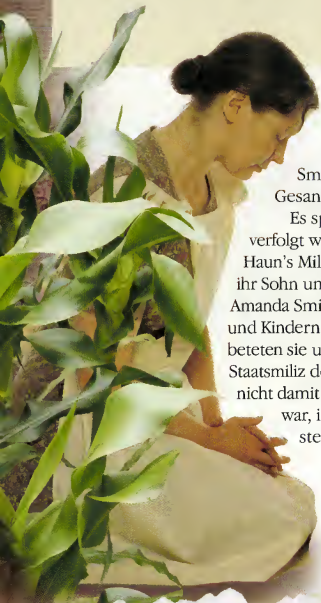 Sm
Gesan
Es sp
verfolgt w
Haun's Mil
ihr Sohn un
Amanda Smi
und Kindern
beteten sie u
Staatsmiliz de
nicht damit
war, i
ste